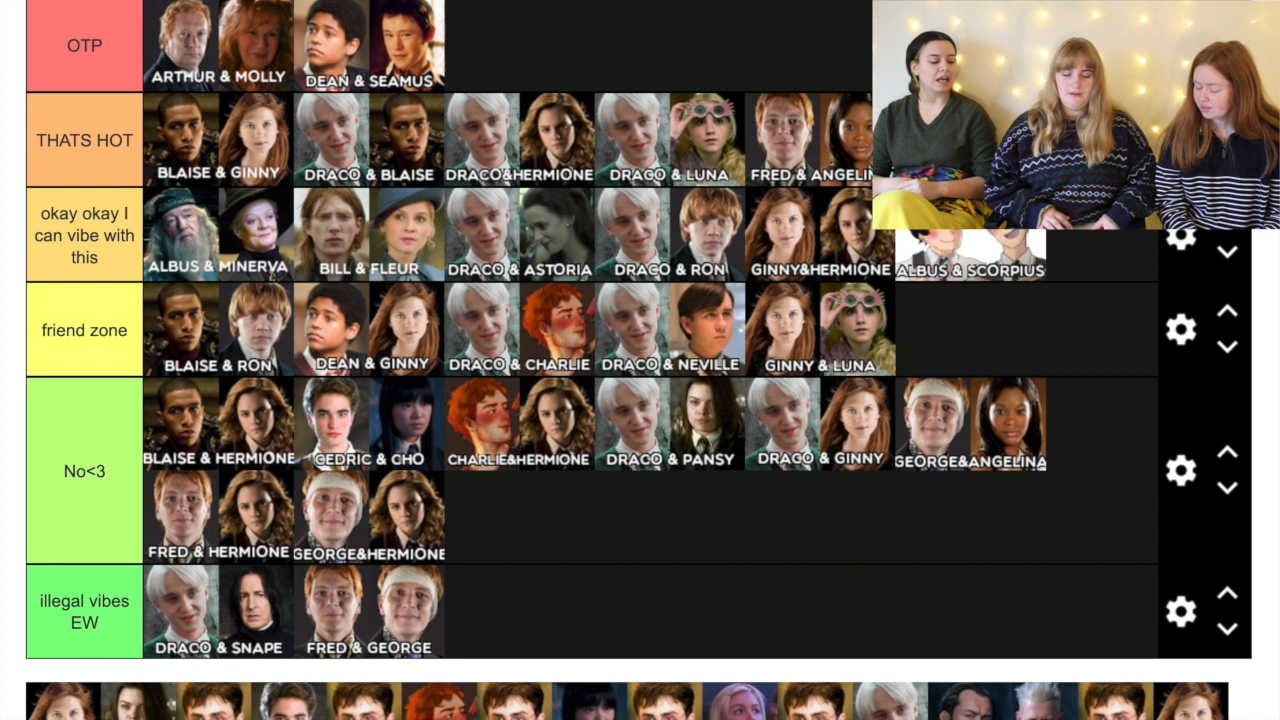 OTP
ARTHUR & MOLLY
DEAN & SEAMUS
THATS HOT
BLAISE & GINNY
DRACO & BLAISE
DRACO&HERMIONE
DRACO & LUNA
FRED & ANGELIN
okay okay I
can vibe with
this
ALBUS & MINERVA
BILL & FLEUR
DRACO & ASTORIA
DRACO & RON
GINNY&HERMIONE
ALBUS & SCORPIUS
friend zone
BLAISE & RON
DEAN & GINNY
DRACO & CHARLIE
DRACO & NEVILLE
GINNY & LUNA
No<3
BLAISE & HERMIONE
CEDRIC & CHO
CHARLIE&HERMIONE
DRACO & PANSY
DRACO & GINNY
GEORGE&ANGELINA
FRED & HERMIONE
GEORGE&HERMIONE
illegal vibes
EW
DRACO & SNAPE
FRED & GEORGE